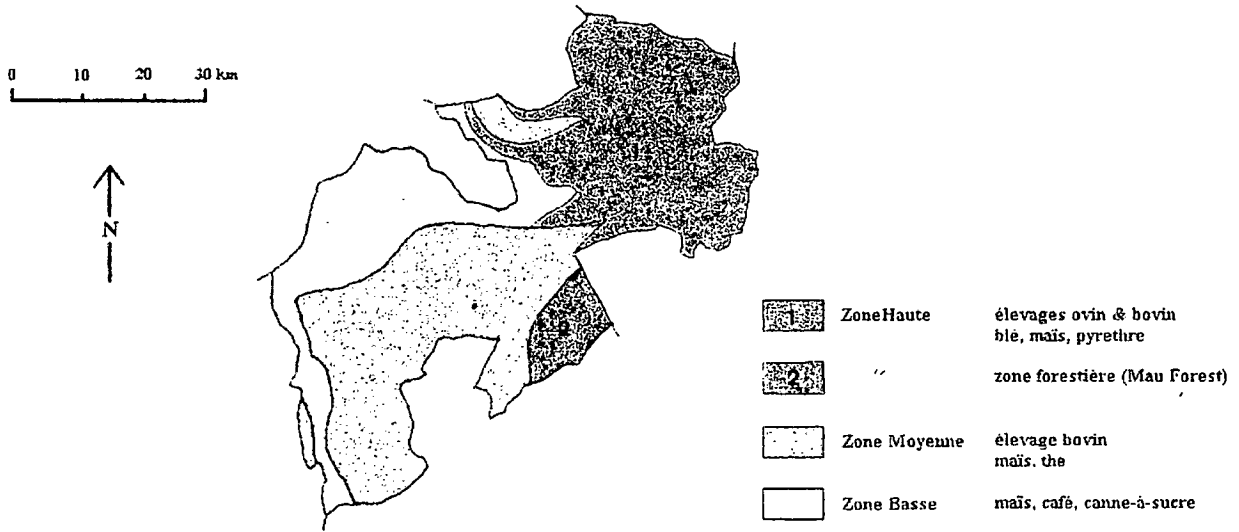 0 10 20 30 km
N
2
1 ZoneHaute élevages ovin & bovin
blé, maïs, pyrethre
2 " zone forestière (Mau Forest)
Zone Moyenne élevage bovin
maïs, the
Zone Basse maïs, café, canne-à-sucre